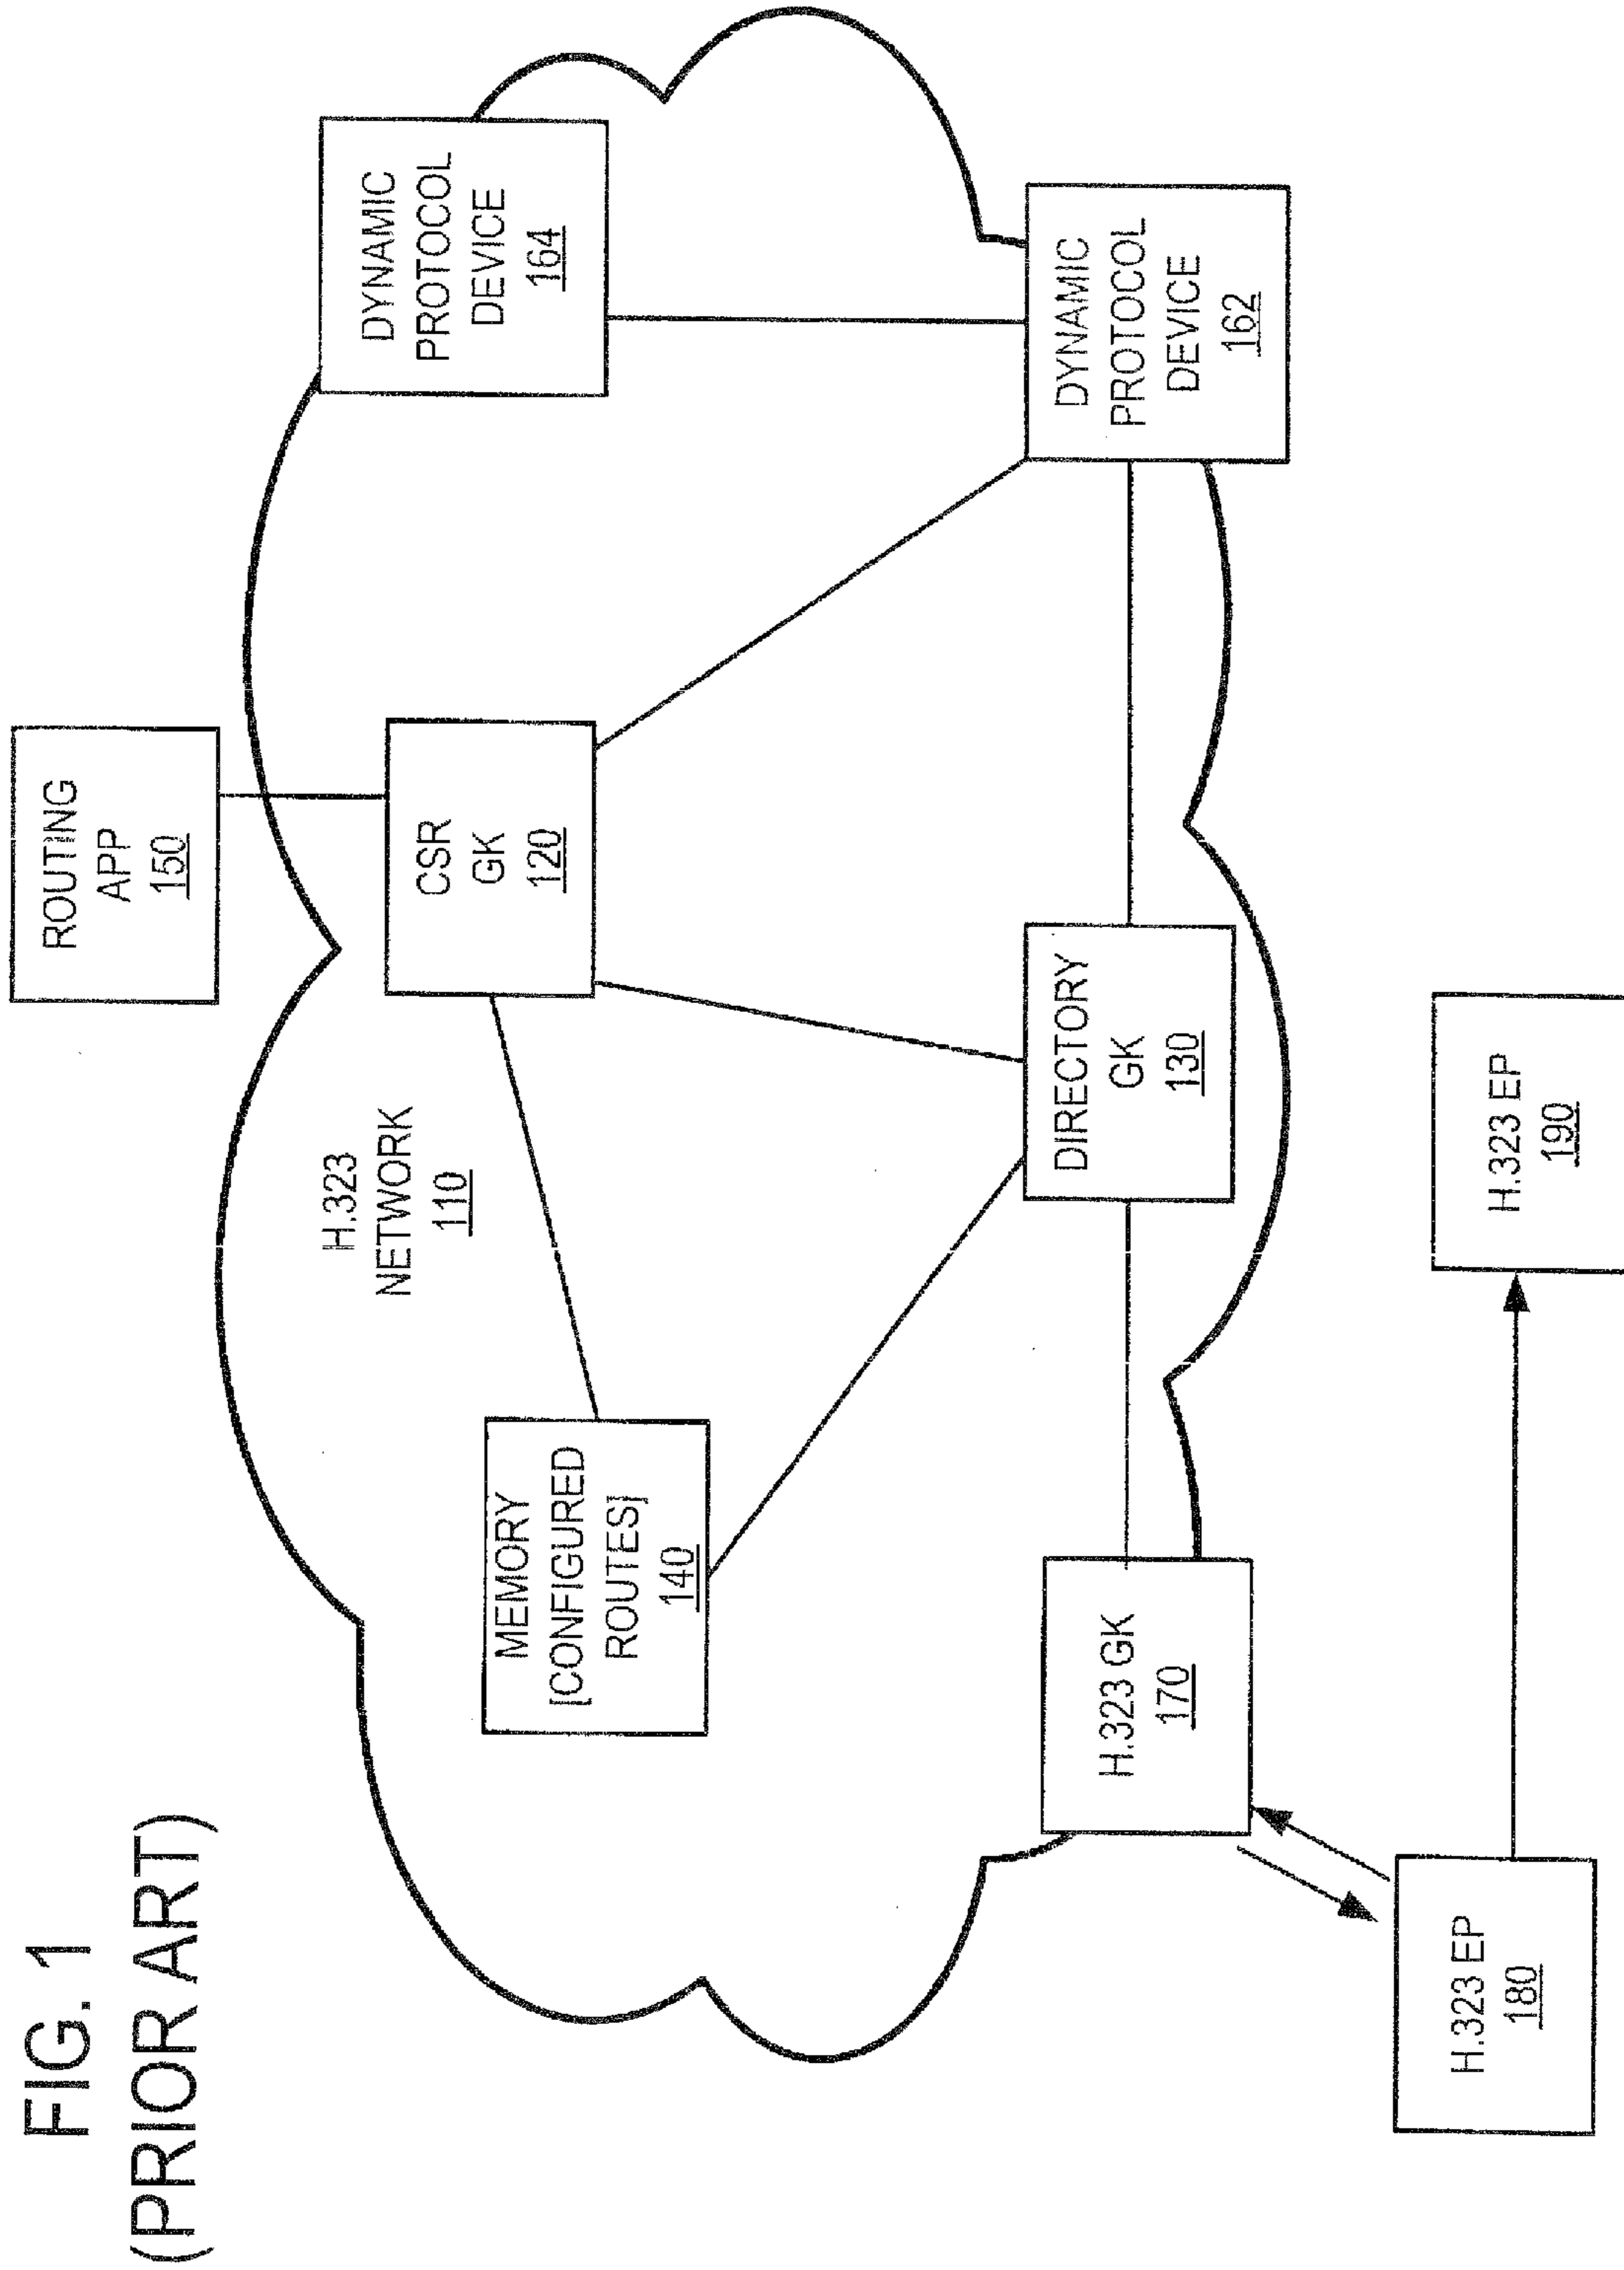 FIG. 1
(PRIOR ART)
ROUTING
APP
150
H.323
NETWORK
110
CSR
GK
120
DYNAMIC
PROTOCOL
DEVICE
164
MEMORY
[CONFIGURED
ROUTES]
140
H.323 GK
170
DIRECTORY
GK
130
DYNAMIC
PROTOCOL
DEVICE
162
H.323 EP
180
H.323 EP
190